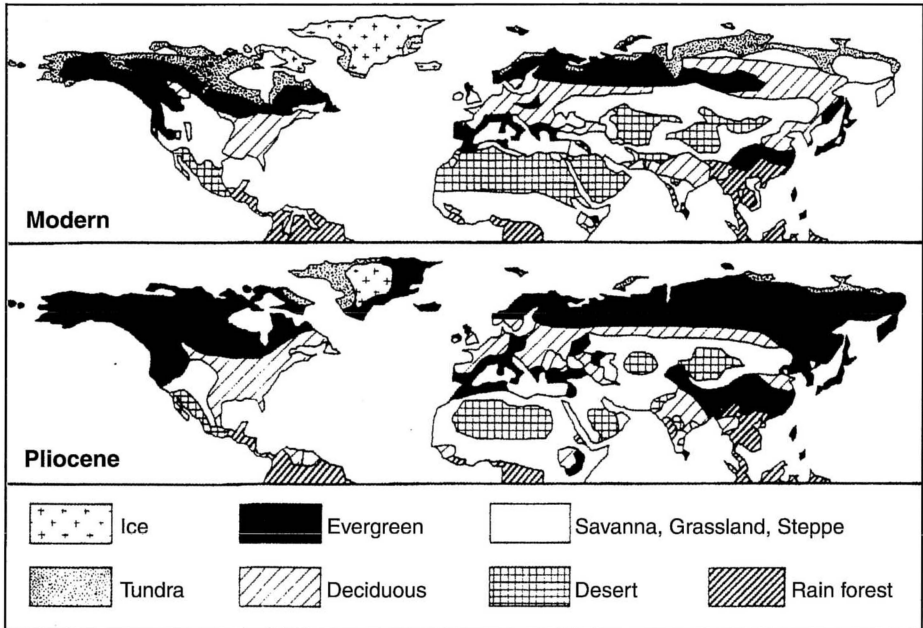 Modern
Pliocene
Ice
Evergreen
Savanna, Grassland, Steppe
Tundra
Deciduous
Desert
Rain forest